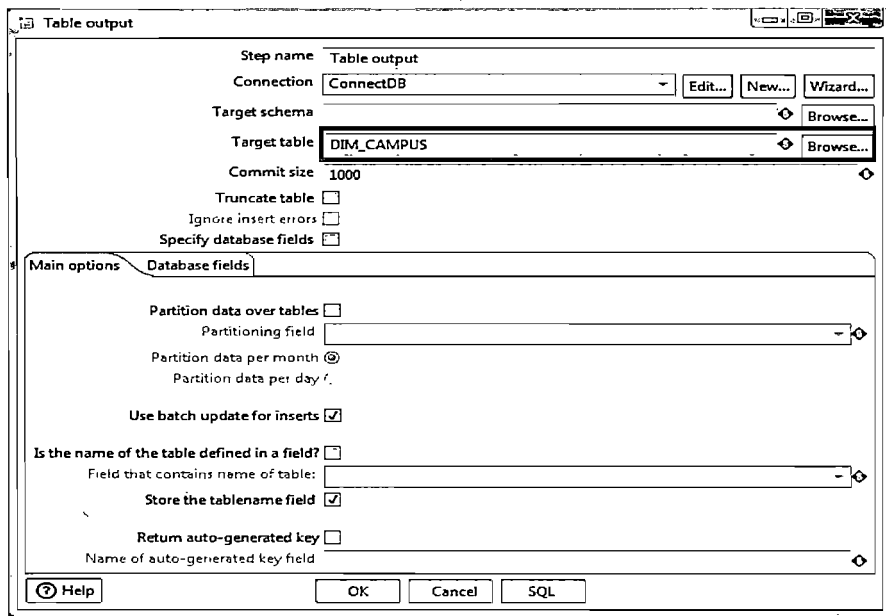 Table output
Step name Table output
Connection ConnectDB Edit... New... Wizard...
Target schema Browse...
Target table DIM_CAMPUS Browse...
Commit size 1000
Truncate table
Ignore insert errors
Specify database fields
Main options Database fields
Partition data over tables
Partitioning field
Partition data per month
Partition data per day
Use batch update for inserts
Is the name of the table defined in a field?
Field that contains name of table:
Store the tablename field
Return auto-generated key
Name of auto-generated key field
Help OK Cancel SQL